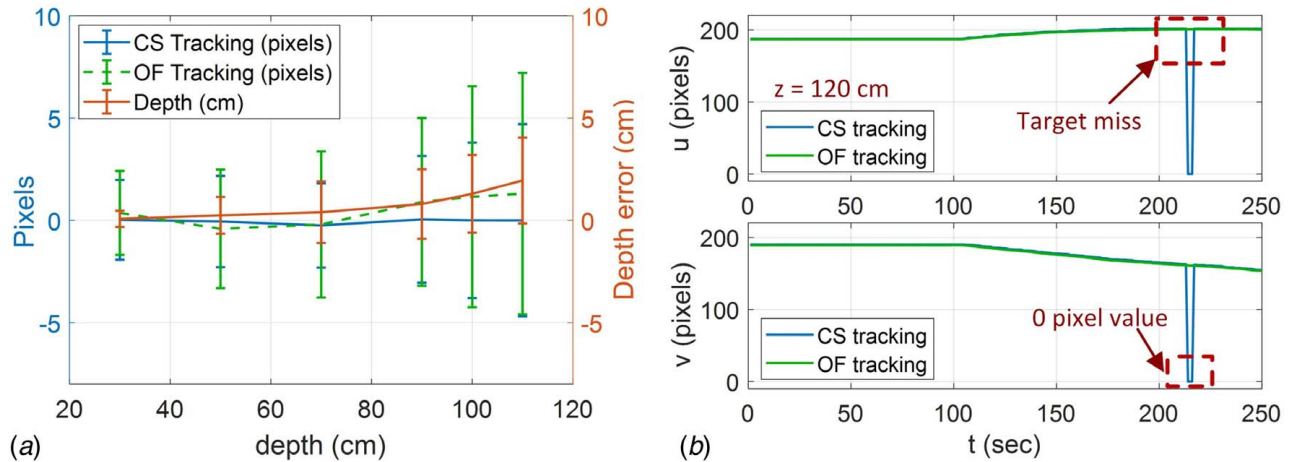 10
5
0
-5
Pixels
CS Tracking (pixels)
OF Tracking (pixels)
Depth (cm)
10
5
0
-5
Depth error (cm)
20 40 60 80 100 120
depth (cm)
(a)
200
100
0
u (pixels)
z = 120 cm
Target miss
CS tracking
OF tracking
0 50 100 150 200 250
200
100
0
v (pixels)
0 pixel value
CS tracking
OF tracking
0 50 100 150 200 250
t (sec)
(b)